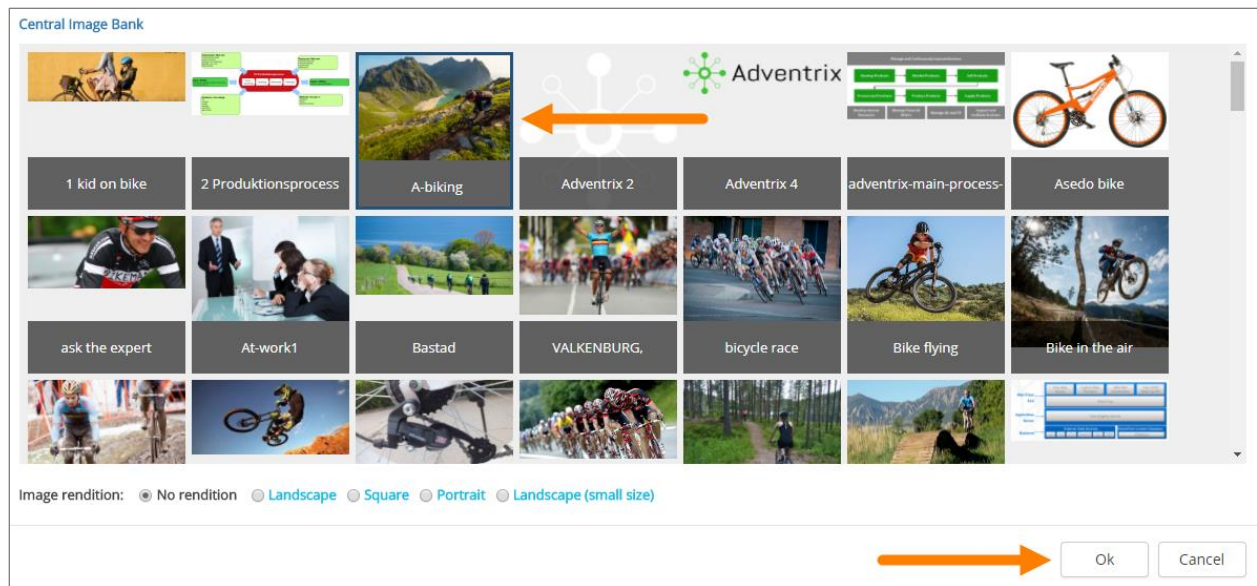 Central Image Bank
Adventrix
1 kid on bike
2 Produktionsprocess
A-biking
Adventrix 2
Adventrix 4
adventrix-main-process-
Asedo bike
ask the expert
At-work1
Bastad
VALKENBURG,
bicycle race
Bike flying
Bike in the air
Image rendition: No rendition Landscape Square Portrait Landscape (small size)
Ok Cancel